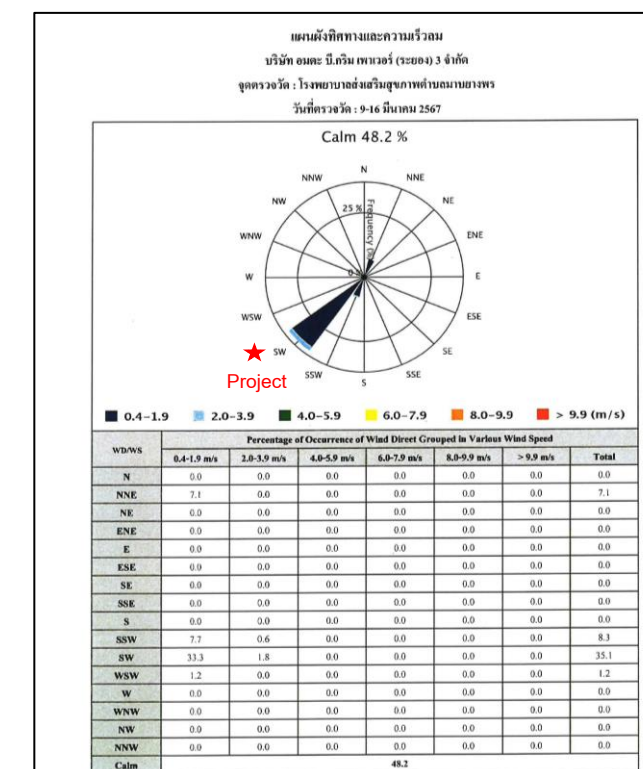 แผนผังทิศทางและความเร็วลม
บริษัท อมตะ บี.กริม เพาเวอร์ (ระยอง) 3 จำกัด
จุดตรวจวัด : โรงพยาบาลส่งเสริมสุขภาพตำบลมาบยางพร
วันที่ตรวจวัด : 9-16 มีนาคม 2567
Calm 48.2 %
N
NNW NNE
NW NE
25 %
Frequency (%)
WNW ENE
0 %
W E
WSW ESE
SW SE
SSW SSE
S
Project
0.4-1.9 2.0-3.9 4.0-5.9 6.0-7.9 8.0-9.9 > 9.9 (m/s)
WD/WS Percentage of Occurrence of Wind Direct Grouped in Various Wind Speed
0.4-1.9 m/s 2.0-3.9 m/s 4.0-5.9 m/s 6.0-7.9 m/s 8.0-9.9 m/s > 9.9 m/s Total
N 0.0 0.0 0.0 0.0 0.0 0.0 0.0
NNE 7.1 0.0 0.0 0.0 0.0 0.0 7.1
NE 0.0 0.0 0.0 0.0 0.0 0.0 0.0
ENE 0.0 0.0 0.0 0.0 0.0 0.0 0.0
E 0.0 0.0 0.0 0.0 0.0 0.0 0.0
ESE 0.0 0.0 0.0 0.0 0.0 0.0 0.0
SE 0.0 0.0 0.0 0.0 0.0 0.0 0.0
SSE 0.0 0.0 0.0 0.0 0.0 0.0 0.0
S 0.0 0.0 0.0 0.0 0.0 0.0 0.0
SSW 7.7 0.6 0.0 0.0 0.0 0.0 8.3
SW 33.3 1.8 0.0 0.0 0.0 0.0 35.1
WSW 1.2 0.0 0.0 0.0 0.0 0.0 1.2
W 0.0 0.0 0.0 0.0 0.0 0.0 0.0
WNW 0.0 0.0 0.0 0.0 0.0 0.0 0.0
NW 0.0 0.0 0.0 0.0 0.0 0.0 0.0
NNW 0.0 0.0 0.0 0.0 0.0 0.0 0.0
Calm 48.2